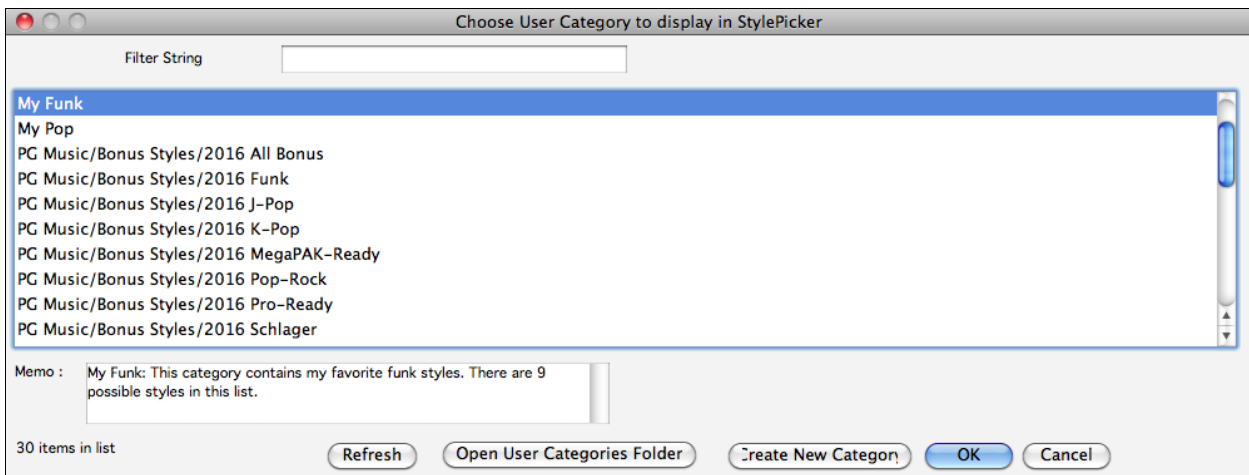 Choose User Category to display in StylePicker
Filter String
My Funk
My Pop
PG Music/Bonus Styles/2016 All Bonus
PG Music/Bonus Styles/2016 Funk
PG Music/Bonus Styles/2016 J-Pop
PG Music/Bonus Styles/2016 K-Pop
PG Music/Bonus Styles/2016 MegaPAK-Ready
PG Music/Bonus Styles/2016 Pop-Rock
PG Music/Bonus Styles/2016 Pro-Ready
PG Music/Bonus Styles/2016 Schlager
Memo :
My Funk: This category contains my favorite funk styles. There are 9
possible styles in this list.
30 items in list
Refresh
Open User Categories Folder
Create New Category
OK
Cancel